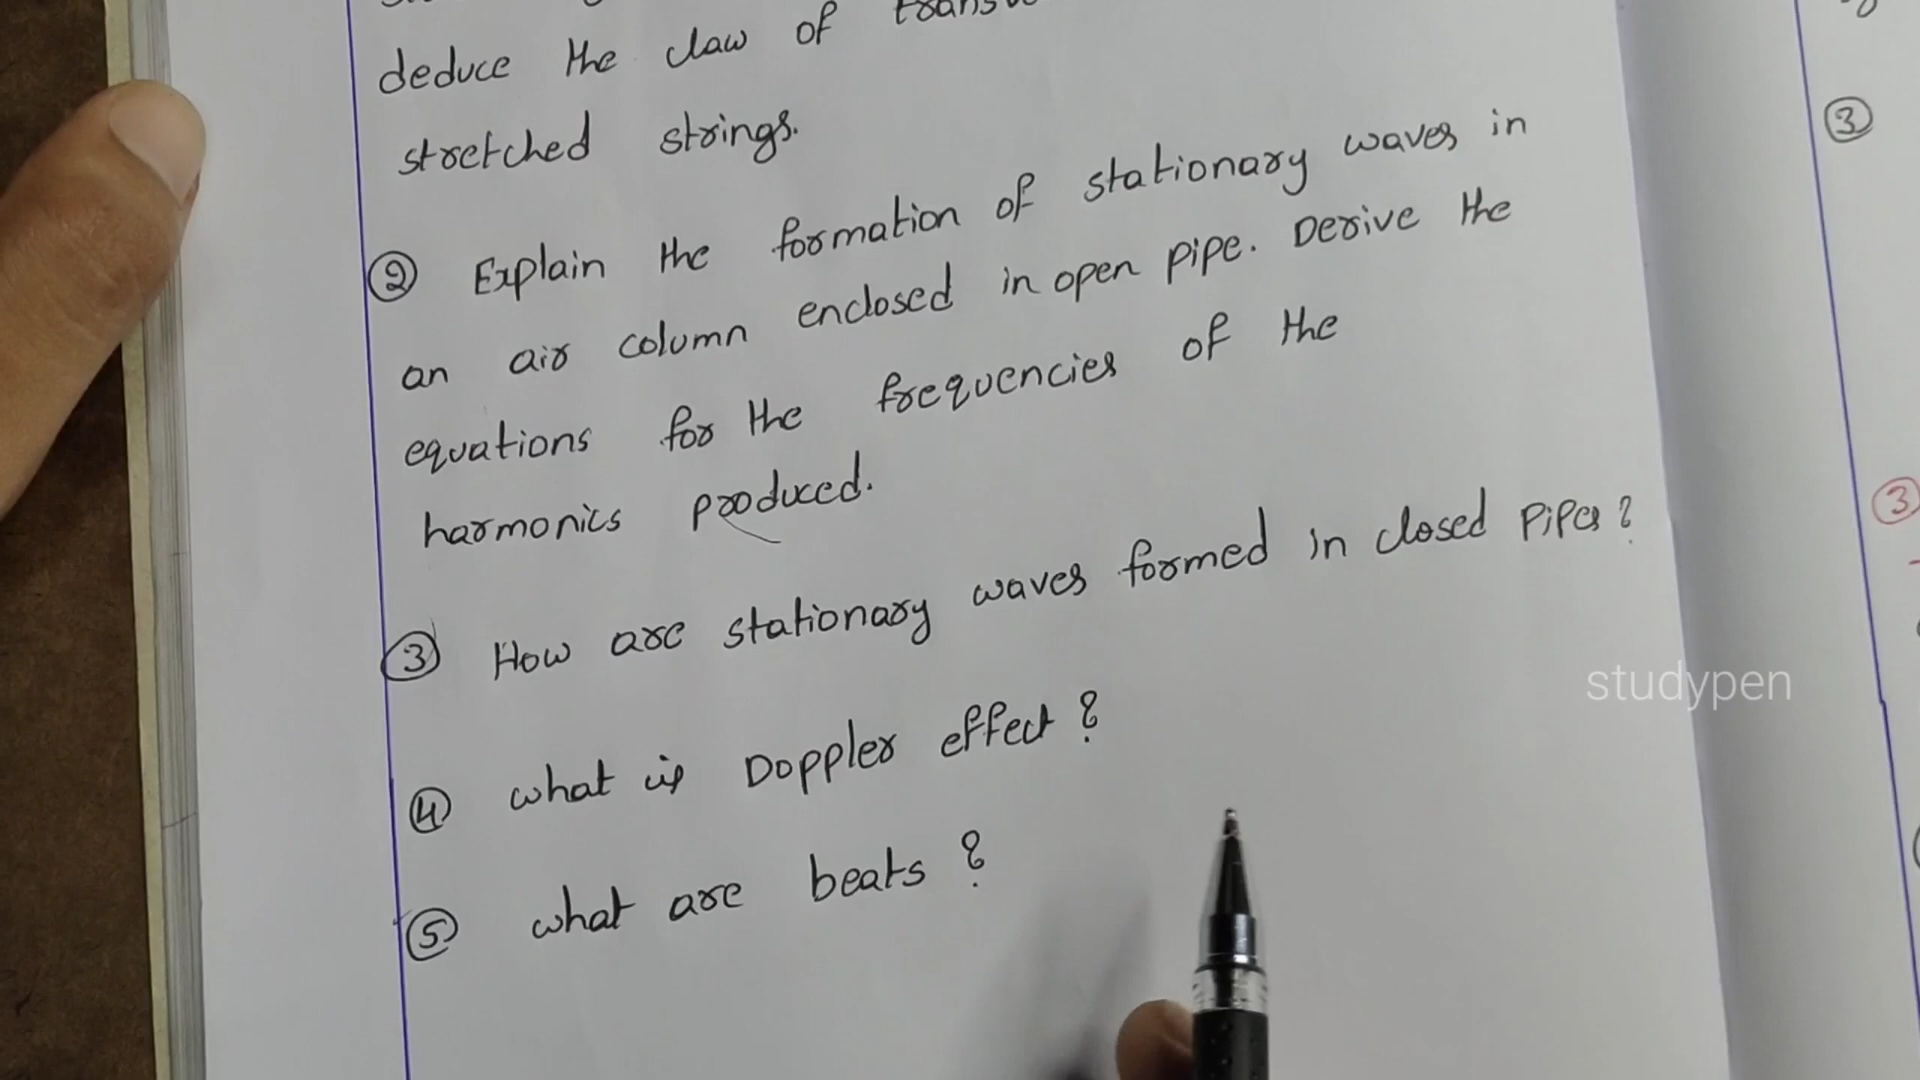 deduce the claw of
stretched strings.
② Explain the formation of stationary waves in
an air column enclosed in open pipe. Derive the
equations for the frequencies of the
harmonics produced.
③ How are stationary waves formed in closed pipes?
④ what is Doppler effect?
⑤ what are beats?
③
③
studypen